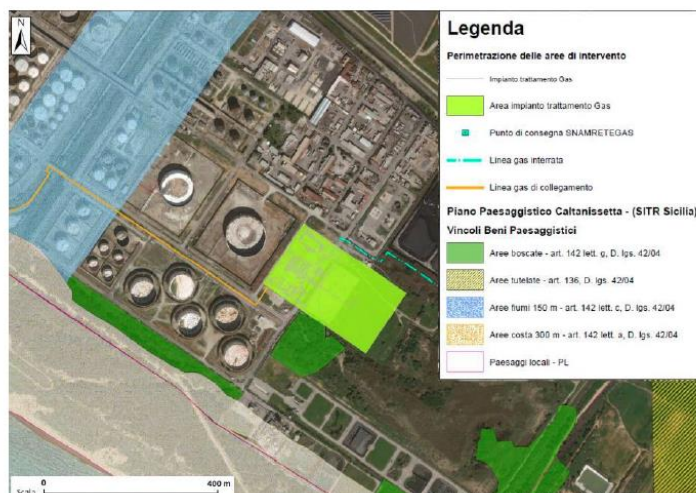 N
Legenda
Perimetrazione delle aree di intervento
Impianto trattamento Gas
Area impianto trattamento Gas
Punto di consegna SNAMRETEGAS
Linea gas interrata
Linea gas di collegamento
Piano Paesaggistico Caltanissetta - (SITR Sicilia)
Vincoli Beni Paesaggistici
Aree boscate - art. 142 lett. g, D. lgs. 42/04
Aree tutelate - art. 136, D. lgs. 42/04
Aree fiumi 150 m - art. 142 lett. c, D. lgs. 42/04
Aree costa 300 m - art. 142 lett. a, D. lgs. 42/04
Paesaggi locali - PL
0 400 m
Scala